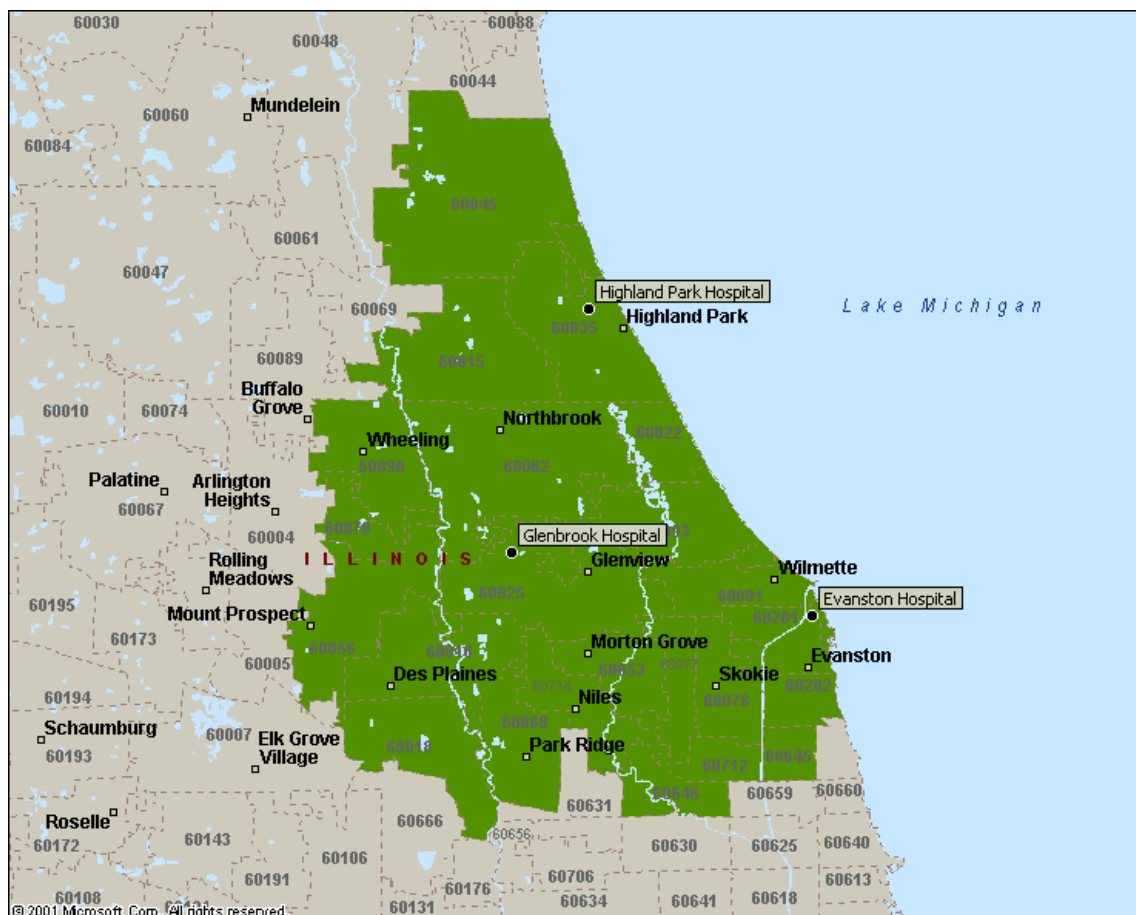 60030
60048
60088
60044
60060
Mundelein
60084
60045
60061
60047
Highland Park Hospital
60069
60035
Highland Park
Lake Michigan
60089
60015
Buffalo
Grove
60010
60074
Northbrook
60022
Wheeling
60090
60062
Palatine
Arlington
Heights
60067
60004
60070
Glenbrook Hospital
ILLINOIS
Rolling
Meadows
Glenview
Wilmette
60025
60091
Evanston Hospital
60195
Mount Prospect
60201
60173
60056
Morton Grove
60005
60016
60053
60077
Evanston
Des Plaines
Skokie
60202
60194
60714
60076
Niles
Schaumburg
60007
60068
60193
Elk Grove
Village
60018
Park Ridge
60712
60645
60646
60659
60660
60631
Roselle
60666
60656
60172
60143
60630
60625
60640
60106
60191
60176
60706
60613
60108
60131
60634
60641
60618
© 2001 Microsoft Corp. All rights reserved.